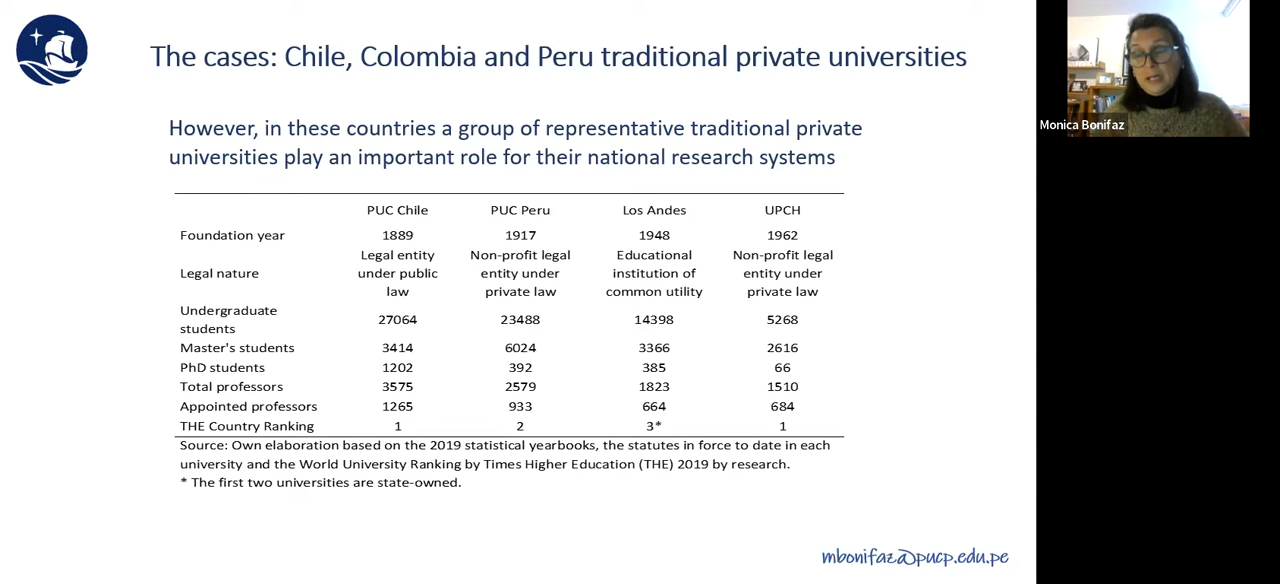 The cases: Chile, Colombia and Peru traditional private universities
Monica Bonifaz
However, in these countries a group of representative traditional private
universities play an important role for their national research systems
PUC Chile PUC Peru Los Andes UPCH
Foundation year 1889 1917 1948 1962
Legal nature Legal entity under public law Non-profit legal entity under private law Educational institution of common utility Non-profit legal entity under private law
Undergraduate students 27064 23488 14398 5268
Master's students 3414 6024 3366 2616
PhD students 1202 392 385 66
Total professors 3575 2579 1823 1510
Appointed professors 1265 933 664 684
THE Country Ranking 1 2 3* 1
Source: Own elaboration based on the 2019 statistical yearbooks, the statutes in force to date in each
university and the World University Ranking by Times Higher Education (THE) 2019 by research.
* The first two universities are state-owned.
mbonifaz@pucp.edu.pe